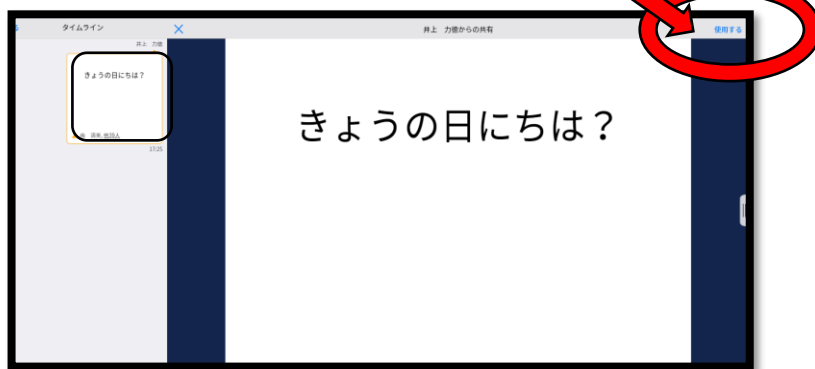 タイムライン
井上 力徳からの共有
使用する
井上 力徳
きょうの日にちは？
17:25
きょうの日にちは？